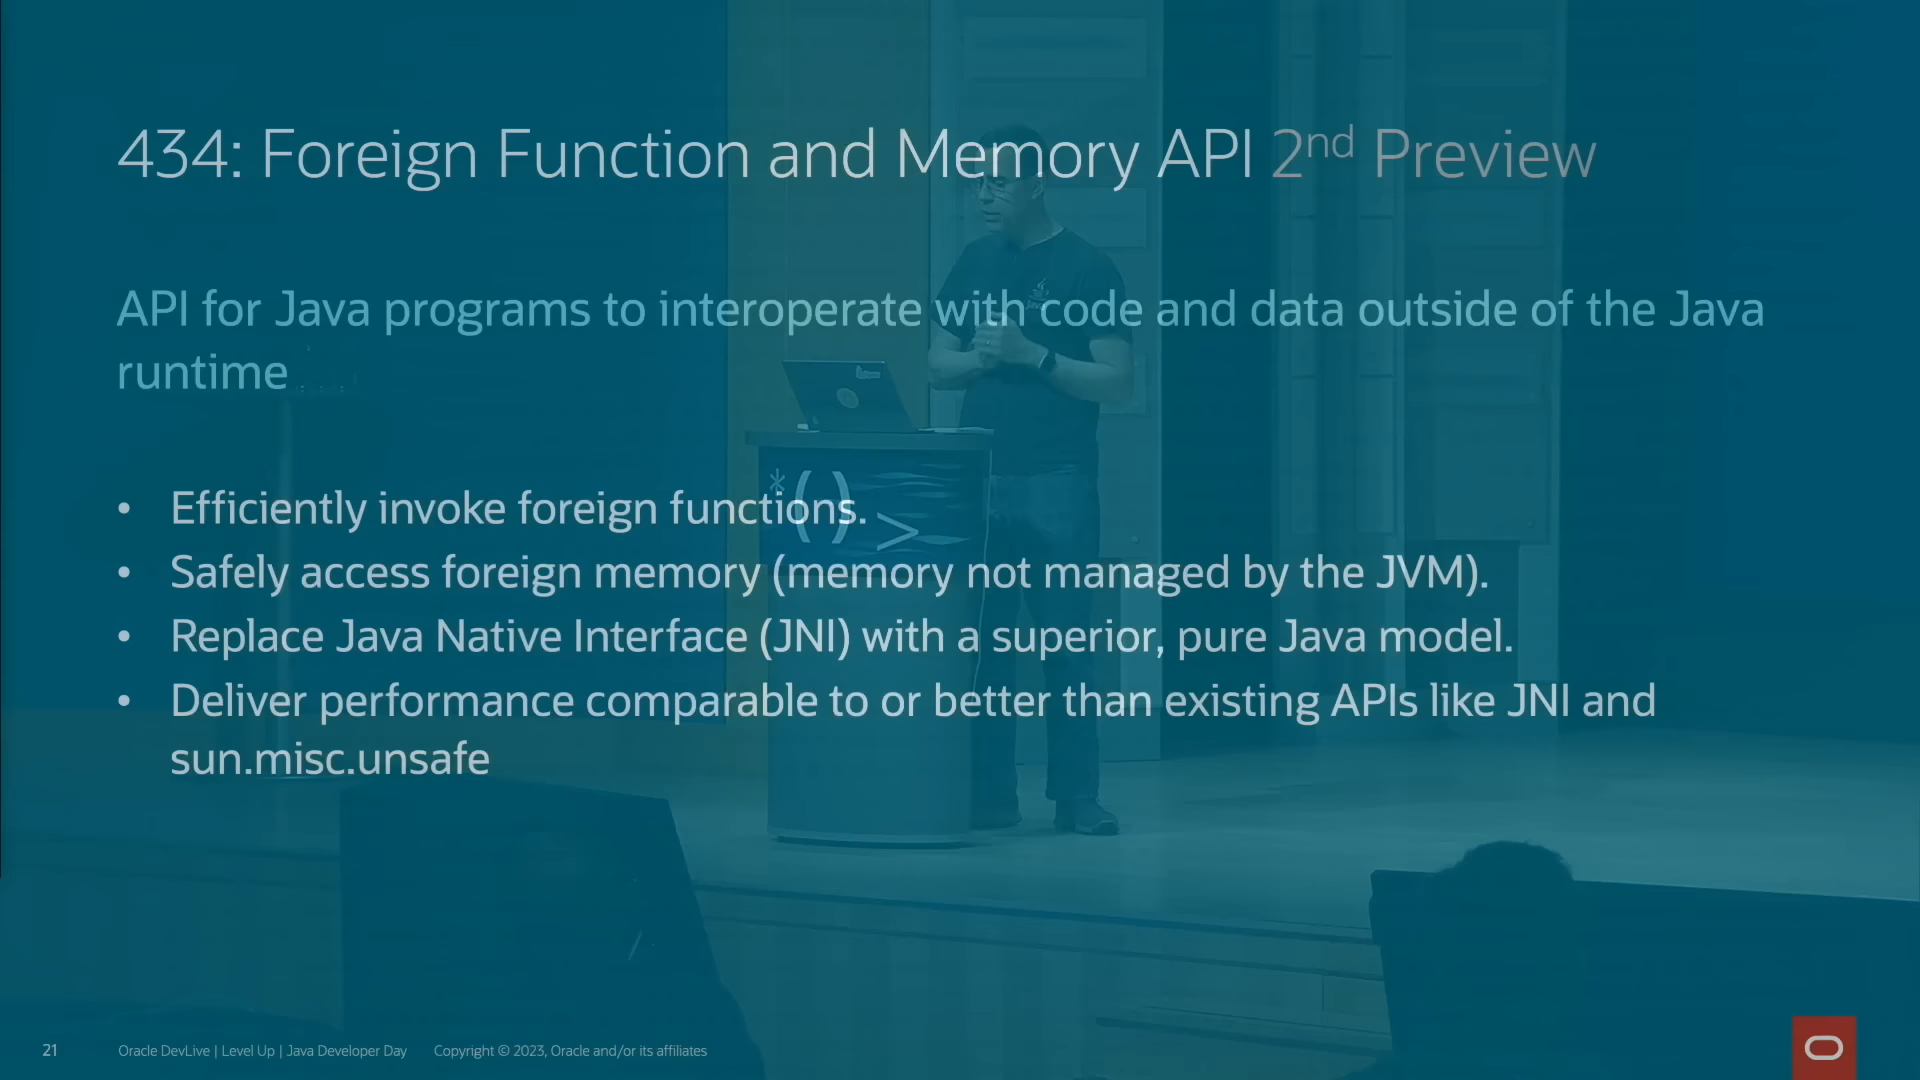 434: Foreign Function and Memory API 2nd Preview
API for Java programs to interoperate with code and data outside of the Java
runtime
• Efficiently invoke foreign functions.
• Safely access foreign memory (memory not managed by the JVM).
• Replace Java Native Interface (JNI) with a superior, pure Java model.
• Deliver performance comparable to or better than existing APIs like JNI and
sun.misc.unsafe
*()
>
21 Oracle DevLive | Level Up | Java Developer Day Copyright © 2023, Oracle and/or its affiliates